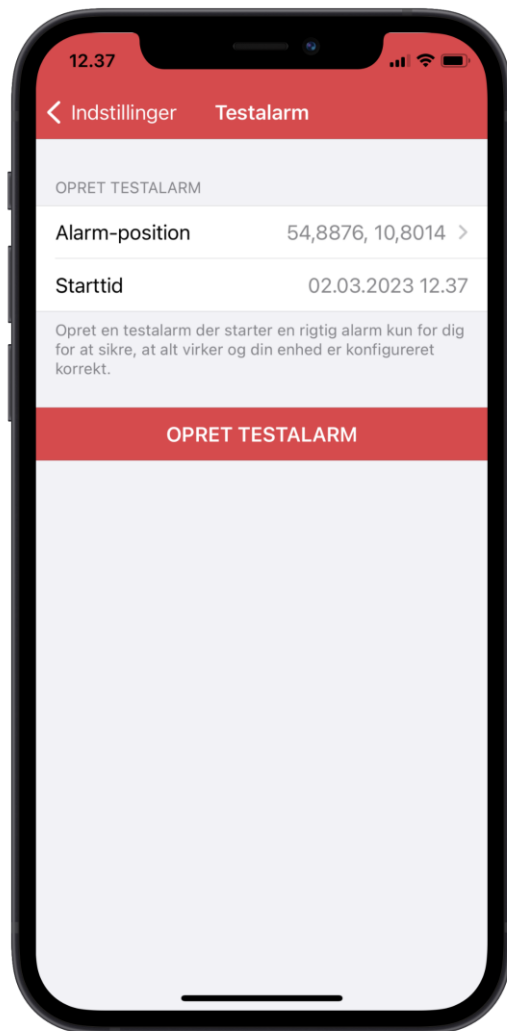 12.37
Indstillinger
Testalarm
OPRET TESTALARM
Alarm-position
54,8876, 10,8014
Starttid
02.03.2023 12.37
Opret en testalarm der starter en rigtig alarm kun for dig
for at sikre, at alt virker og din enhed er konfigureret
korrekt.
OPRET TESTALARM